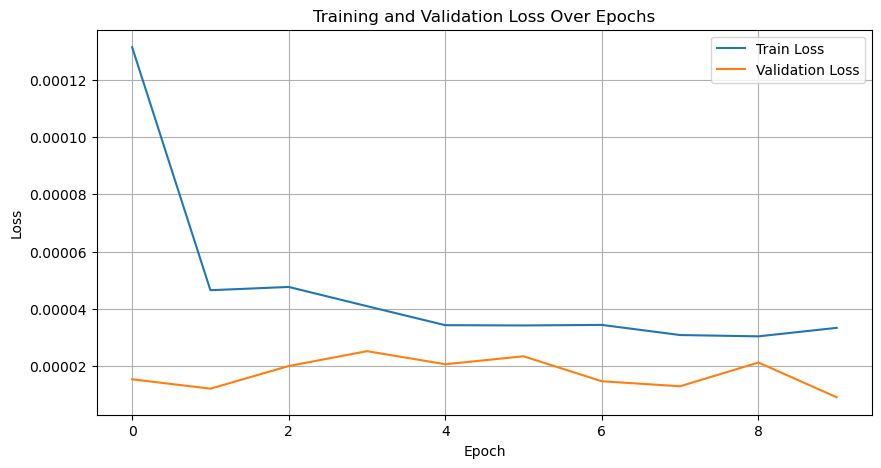 Training and Validation Loss Over Epochs
Train Loss
Validation Loss
0.00012
0.00010
0.00008
0.00006
0.00004
0.00002
Loss
0 2 4 6 8
Epoch